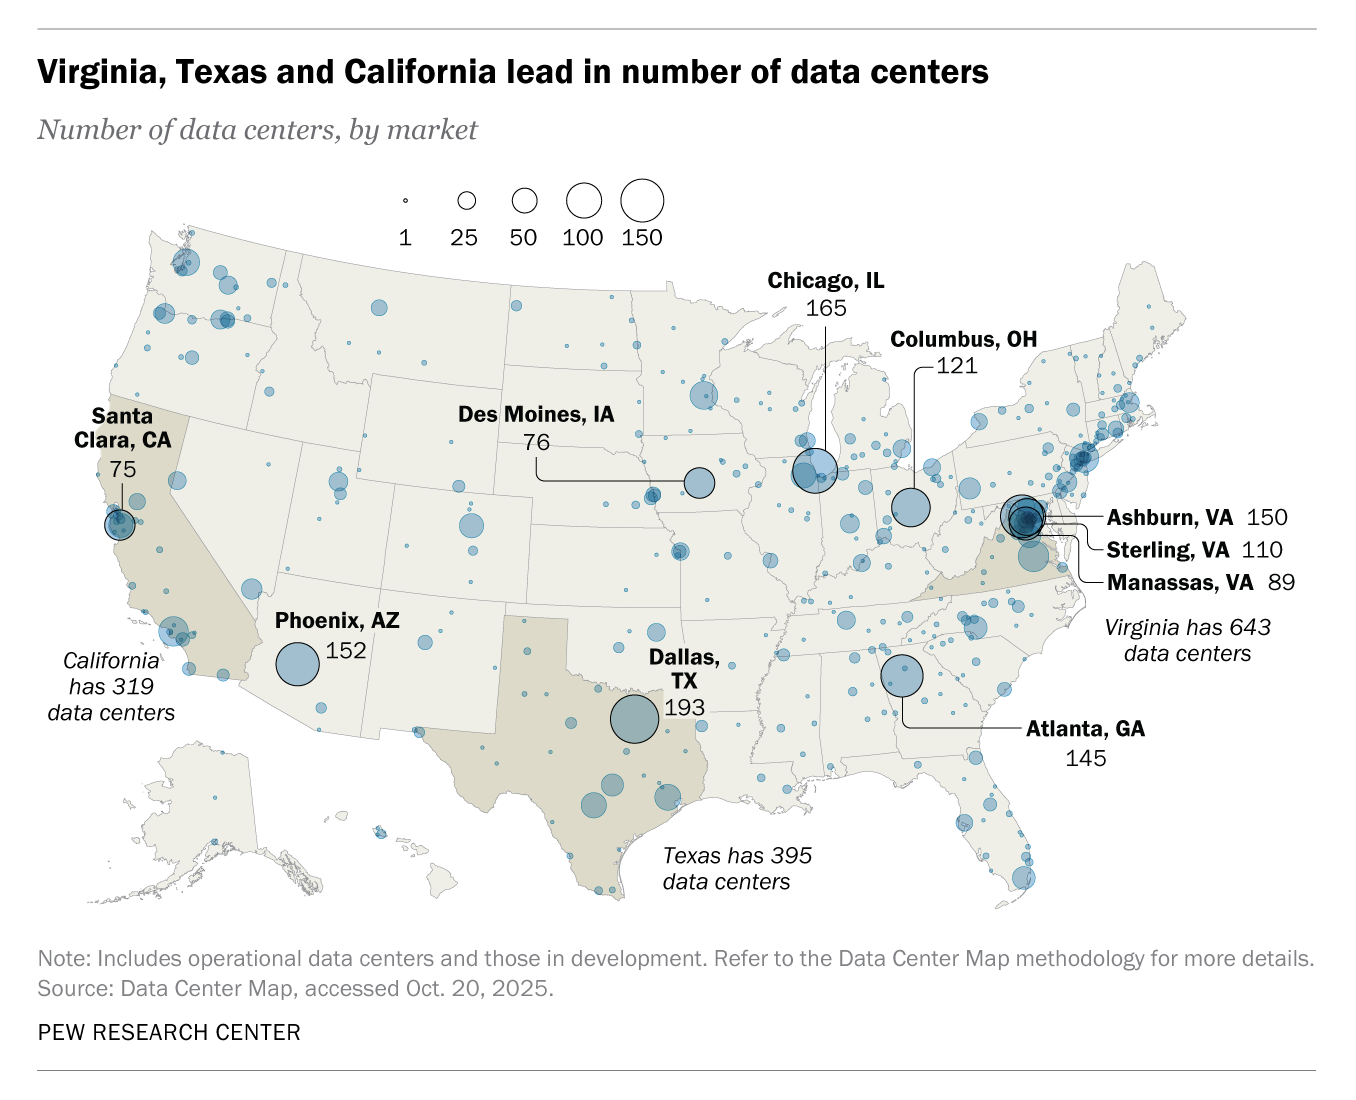 Virginia, Texas and California lead in number of data centers
Number of data centers, by market
1 25 50 100 150
Chicago, IL
165
Columbus, OH
121
Santa
Clara, CA
75
Des Moines, IA
76
Ashburn, VA 150
Sterling, VA 110
Manassas, VA 89
Virginia has 643
data centers
Phoenix, AZ
152
California
has 319
data centers
Dallas,
TX
193
Atlanta, GA
145
Texas has 395
data centers
Note: Includes operational data centers and those in development. Refer to the Data Center Map methodology for more details.
Source: Data Center Map, accessed Oct. 20, 2025.
PEW RESEARCH CENTER